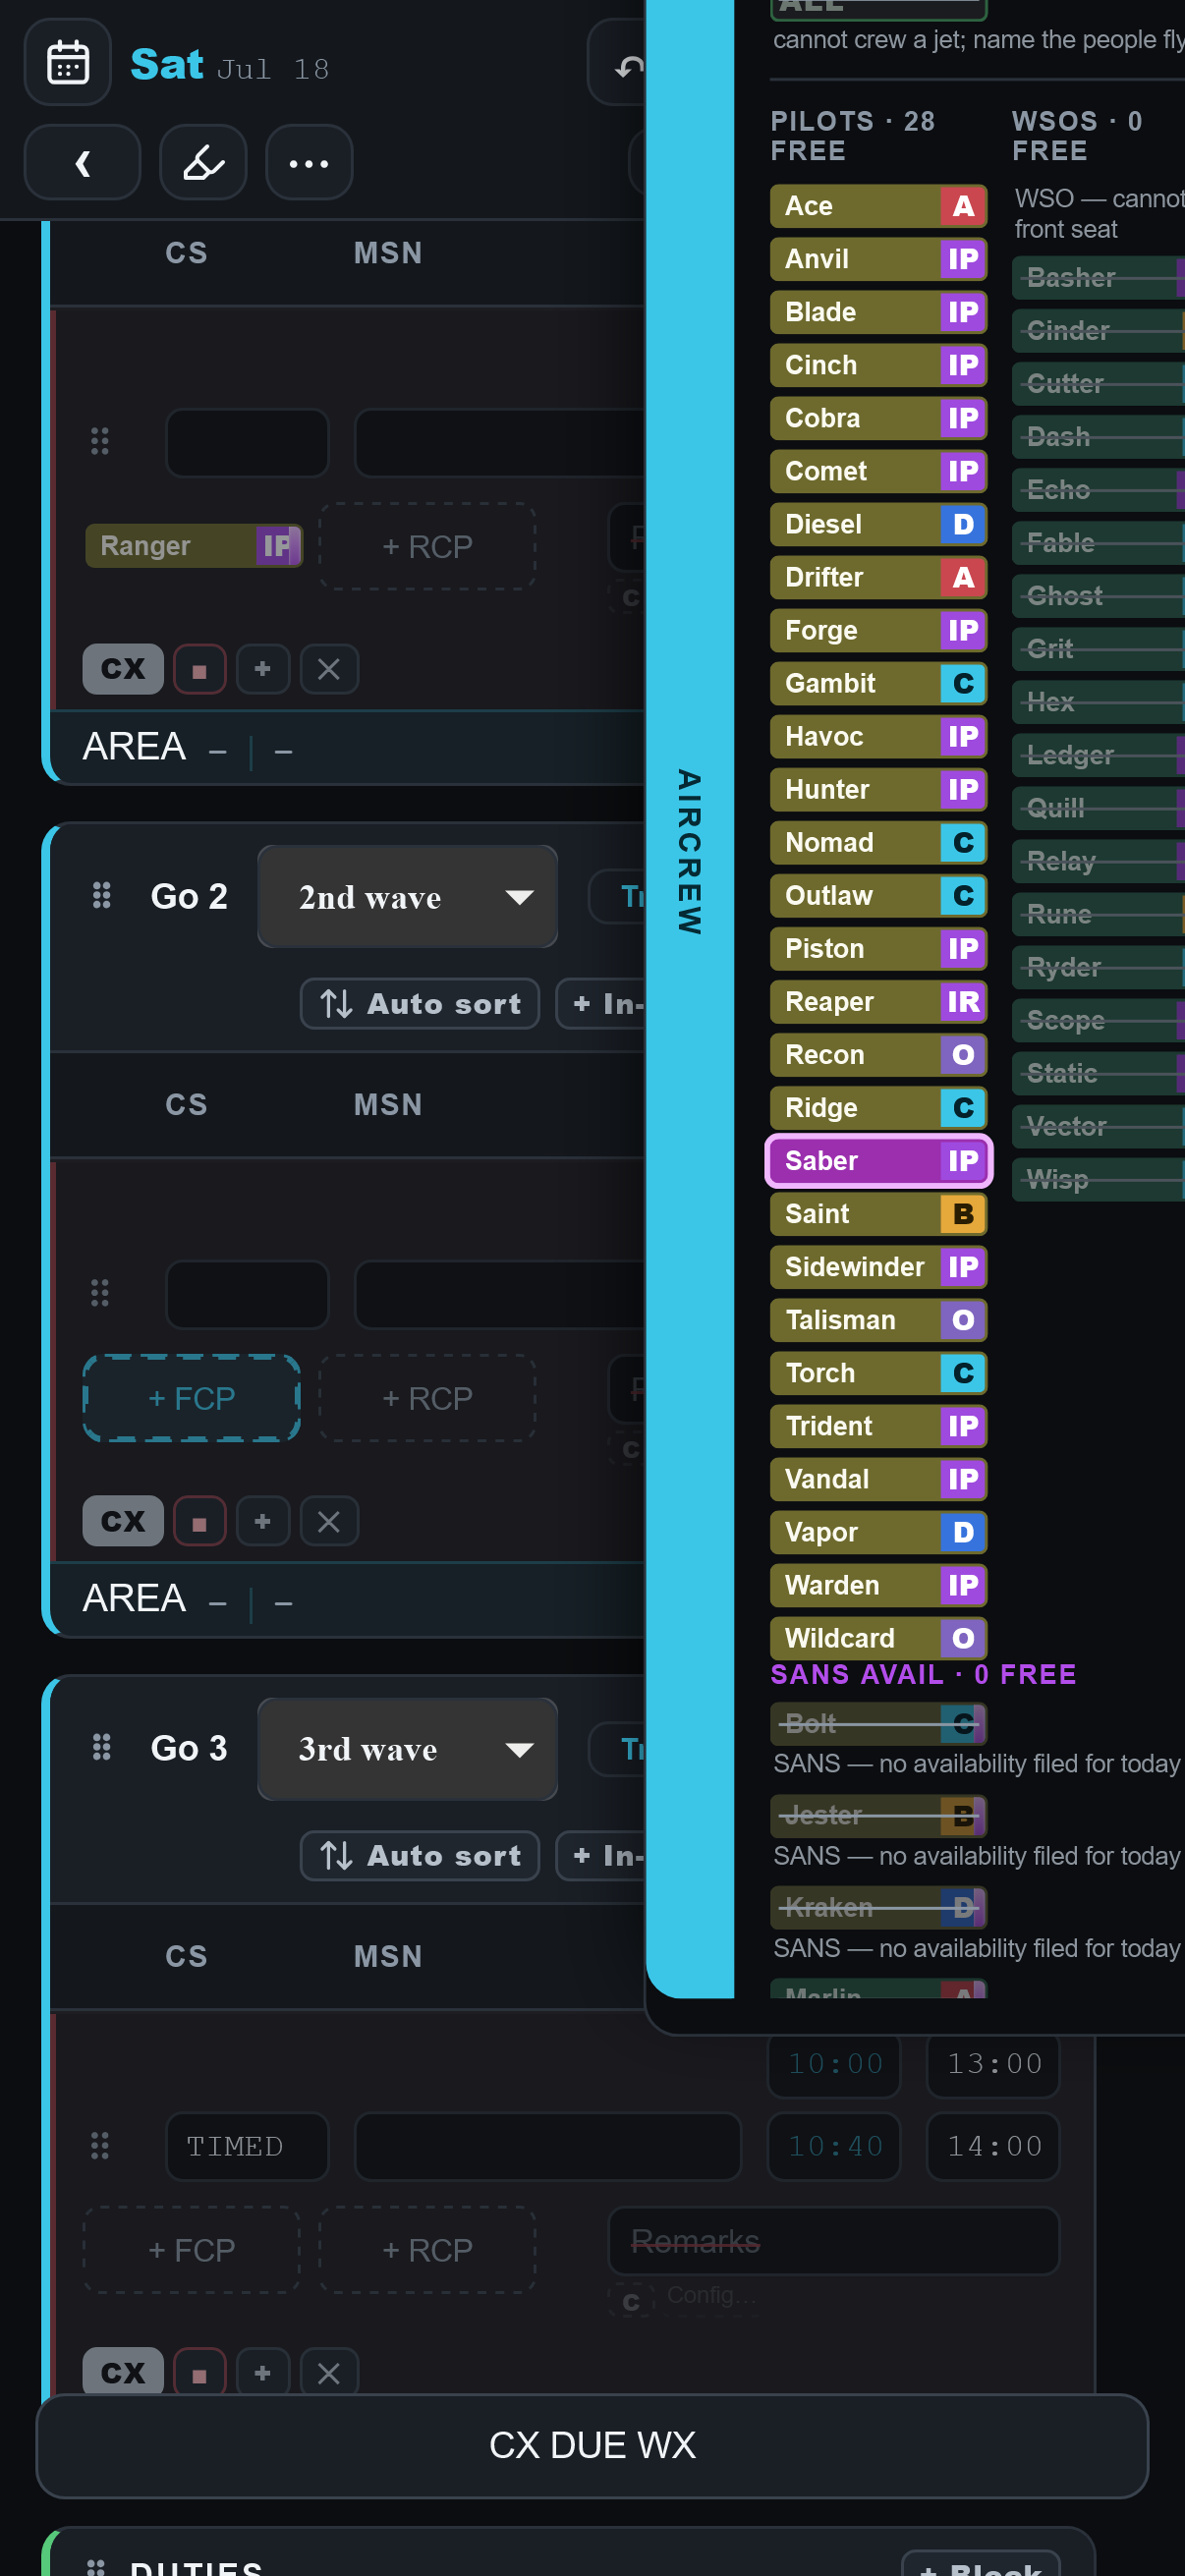 Sat Jul 18
CS MSN
Ranger IP
+ RCP
CX
+
AREA – | –
Go 2
2nd wave
Auto sort
+ In-
CS MSN
+ FCP
+ RCP
CX
+
AREA – | –
Go 3
3rd wave
Auto sort
+ In-
CS MSN
10:00 13:00
TIMED 10:40 14:00
+ FCP
+ RCP
Remarks
C Config...
CX
+
CX DUE WX
DUTIES
+ Block
AIRCREW
ALL
cannot crew a jet; name the people fly
PILOTS · 28
FREE
Ace A
Anvil IP
Blade IP
Cinch IP
Cobra IP
Comet IP
Diesel D
Drifter A
Forge IP
Gambit C
Havoc IP
Hunter IP
Nomad C
Outlaw C
Piston IP
Reaper IR
Recon O
Ridge C
Saber IP
Saint B
Sidewinder IP
Talisman O
Torch C
Trident IP
Vandal IP
Vapor D
Warden IP
Wildcard O
WSOS · 0
FREE
WSO — cannot
front seat
Basher
Cinder
Cutter
Dash
Echo
Fable
Ghost
Grit
Hex
Ledger
Quill
Relay
Rune
Ryder
Scope
Static
Vector
Wisp
SANS AVAIL · 0 FREE
Bolt C
SANS — no availability filed for today
Jester B
SANS — no availability filed for today
Kraken D
SANS — no availability filed for today
Marlin A